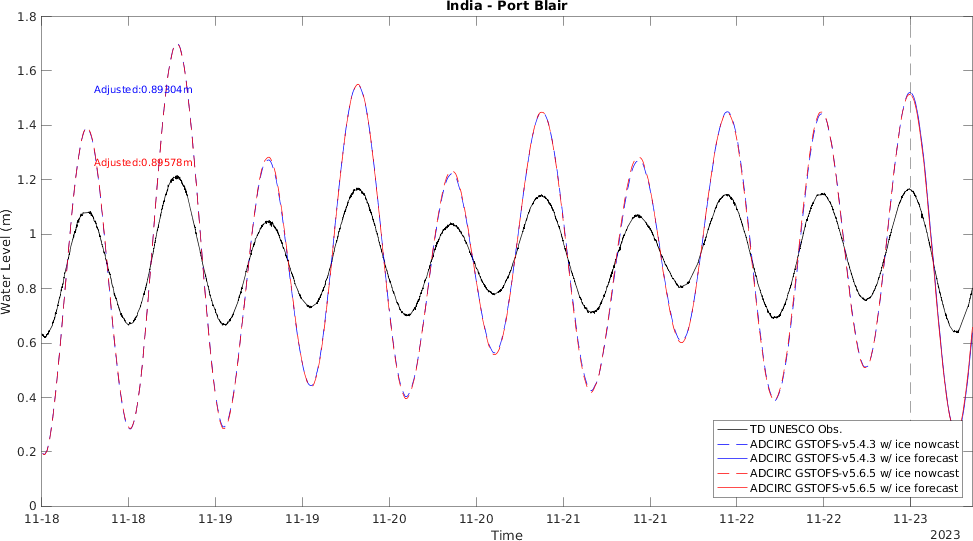 India - Port Blair
1.8
1.6
1.4
1.2
1
0.8
0.6
0.4
0.2
0
Water Level (m)
Adjusted:0.89304m
Adjusted:0.89578m
TD UNESCO Obs.
ADCIRC GSTOFS-v5.4.3 w/ ice nowcast
ADCIRC GSTOFS-v5.4.3 w/ ice forecast
ADCIRC GSTOFS-v5.6.5 w/ ice nowcast
ADCIRC GSTOFS-v5.6.5 w/ ice forecast
11-18 11-18 11-19 11-19 11-20 11-20 11-21 11-21 11-22 11-22 11-23
Time
2023